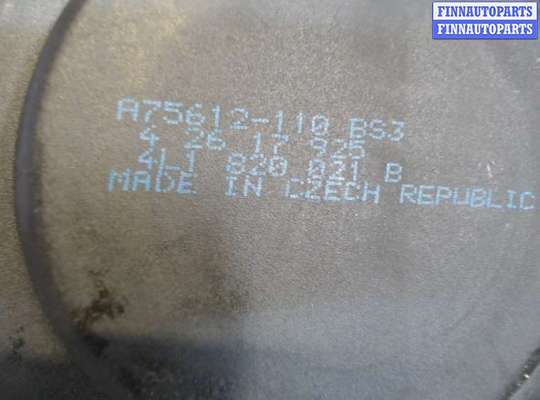 FINNAUTOPARTS
FINNAUTOPARTS
A75612-110 BS3
4 26 17 925
4L1 820 021 B
MADE IN CZECH REPUBLIC